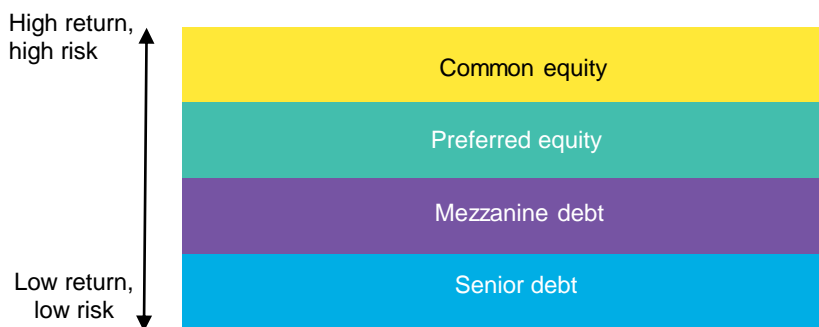 High return,
high risk
Common equity
Preferred equity
Mezzanine debt
Senior debt
Low return,
low risk